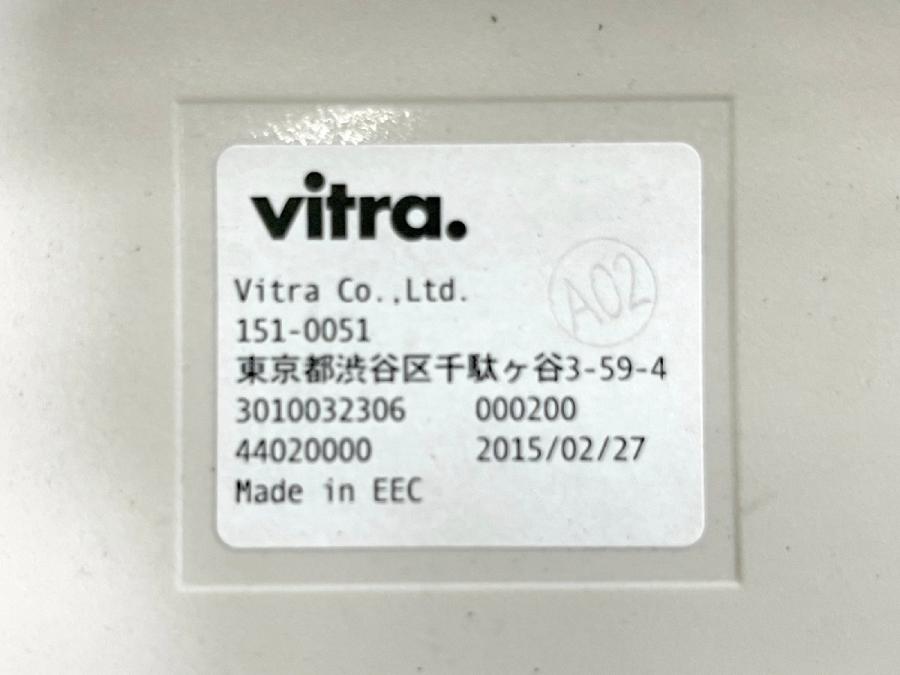 vitra.
Vitra Co.,Ltd.
A02
151-0051
東京都渋谷区千駄ヶ谷3-59-4
3010032306 000200
44020000 2015/02/27
Made in EEC